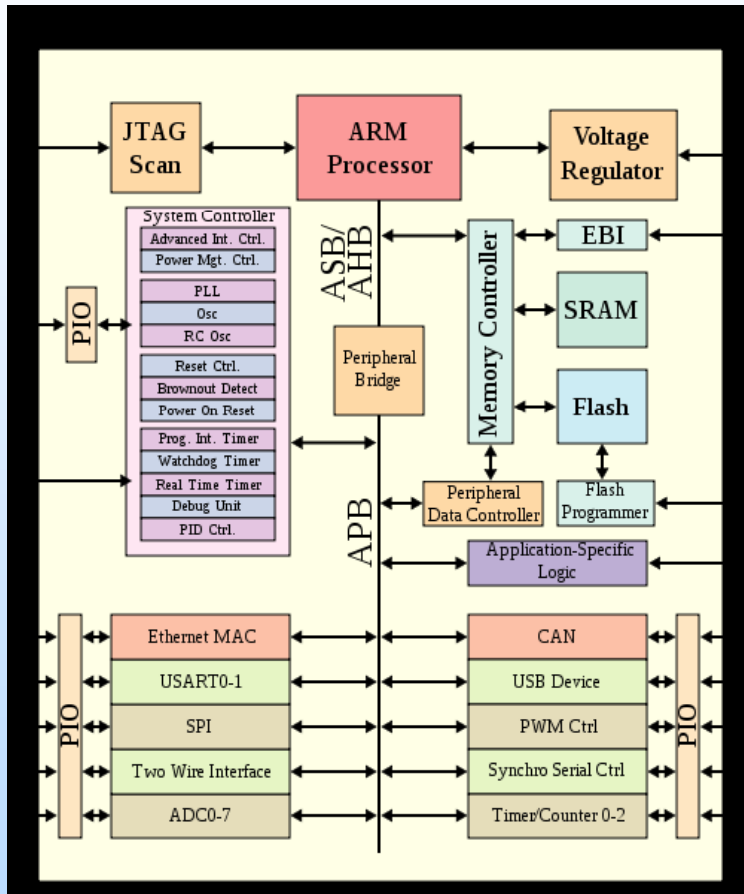 JTAG
Scan
ARM
Processor
Voltage
Regulator
System Controller
Advanced Int. Ctrl.
Power Mgt. Ctrl.
PLL
Osc
RC Osc
Reset Ctrl.
Brownout Detect
Power On Reset
Prog. Int. Timer
Watchdog Timer
Real Time Timer
Debug Unit
PID Ctrl.
PIO
ASB/
AHB
Peripheral
Bridge
APB
Memory Controller
EBI
SRAM
Flash
Peripheral
Data Controller
Flash
Programmer
Application-Specific
Logic
PIO
Ethernet MAC
USART0-1
SPI
Two Wire Interface
ADC0-7
CAN
USB Device
PWM Ctrl
Synchro Serial Ctrl
Timer/Counter 0-2
PIO